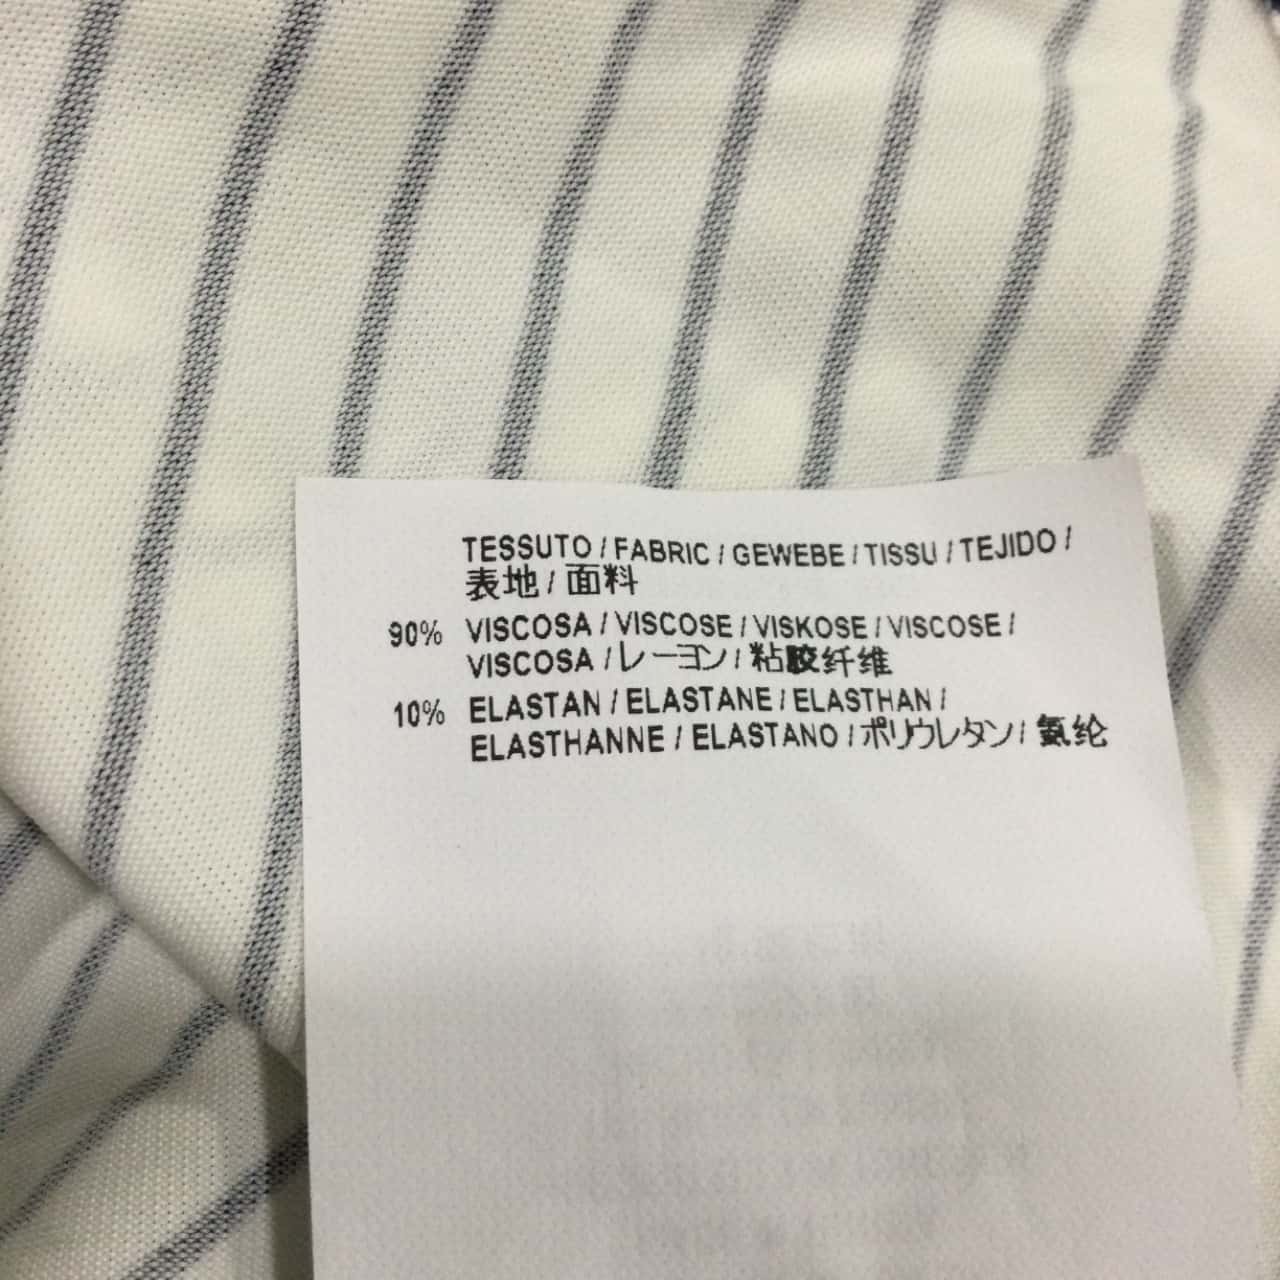 TESSUTO / FABRIC / GEWEBE / TISSU / TEJIDO /
表地 / 面料
90% VISCOSA / VISCOSE / VISKOSE / VISCOSE /
VISCOSA / レーヨン / 粘胶纤维
10% ELASTAN / ELASTANE / ELASTHAN /
ELASTHANNE / ELASTANO / ポリウレタン / 氨纶